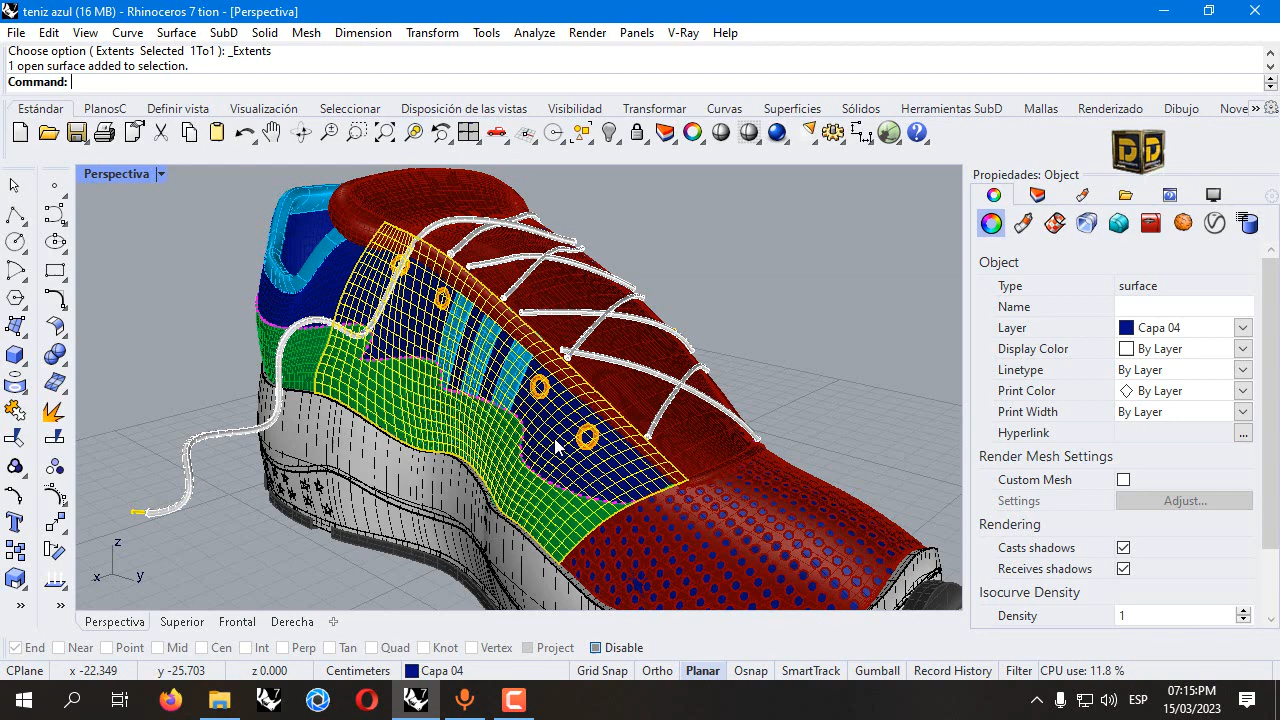 teniz azul (16 MB) - Rhinoceros 7 tion - [Perspectiva]
File Edit View Curve Surface SubD Solid Mesh Dimension Transform Tools Analyze Render Panels V-Ray Help
Choose option ( Extents Selected 1To1 ): _Extents
1 open surface added to selection.
Command:
Estándar PlanosC Definir vista Visualización Seleccionar Disposición de las vistas Visibilidad Transformar Curvas Superficies Sólidos Herramientas SubD Mallas Renderizado Dibujo Nove »
Perspectiva
Propiedades: Object
Object
Type surface
Name
Layer Capa 04
Display Color By Layer
Linetype By Layer
Print Color By Layer
Print Width By Layer
Hyperlink ...
Render Mesh Settings
Custom Mesh
Settings Adjust...
Rendering
Casts shadows
Receives shadows
Isocurve Density
Density 1
z
x y
Perspectiva Superior Frontal Derecha
End Near Point Mid Cen Int Perp Tan Quad Knot Vertex Project Disable
CPlane x -22.349 y -25.703 z 0.000 Centimeters Capa 04 Grid Snap Ortho Planar Osnap SmartTrack Gumball Record History Filter CPU use: 11.8 %
ESP 07:15:PM
15/03/2023